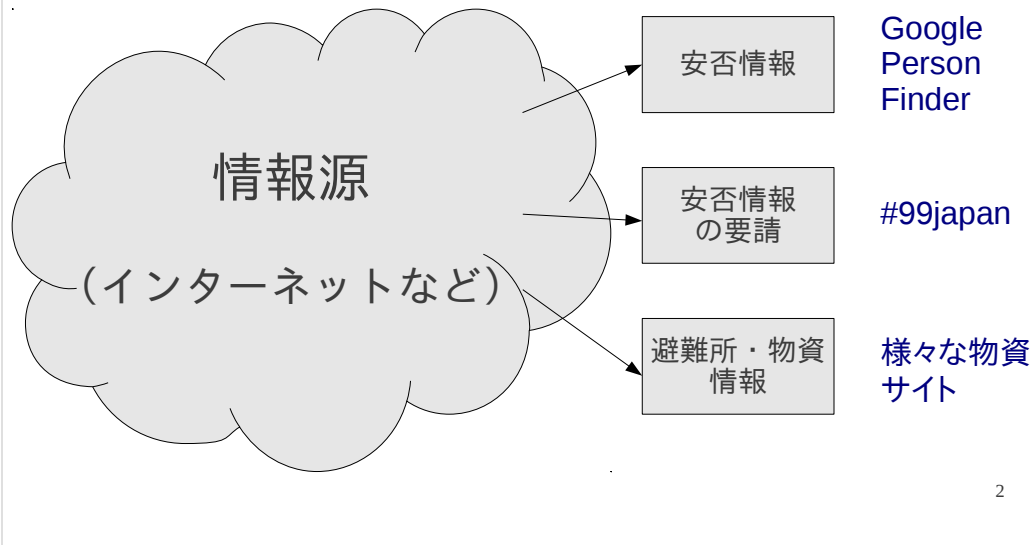 情報源
(インターネットなど)
安否情報
Google
Person
Finder
安否情報
の要請
#99japan
避難所・物資
情報
様々な物資
サイト
2